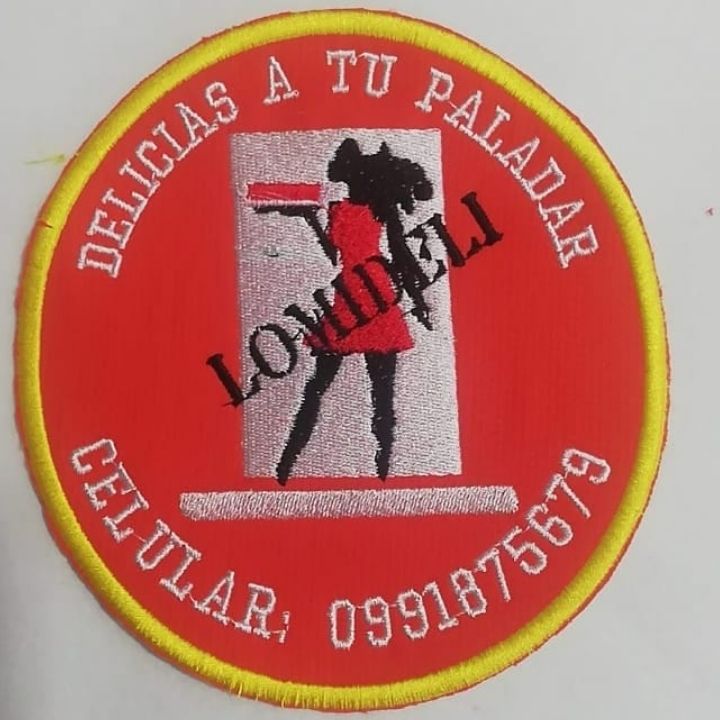 DELICIAS A TU PALADAR
LOMIDELI
CELULAR; 0991875679